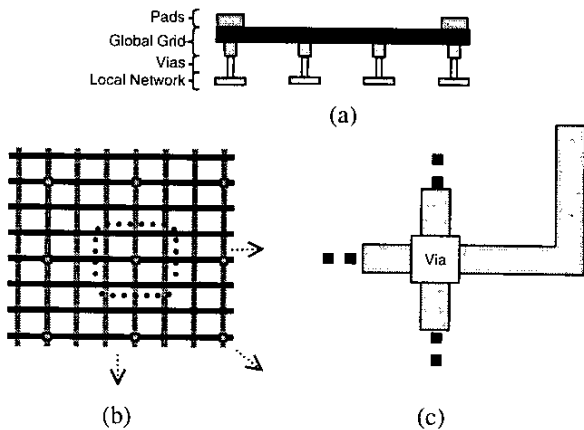 Pads
Global Grid
Vias
Local Network
(a)
Via
(b)
(c)